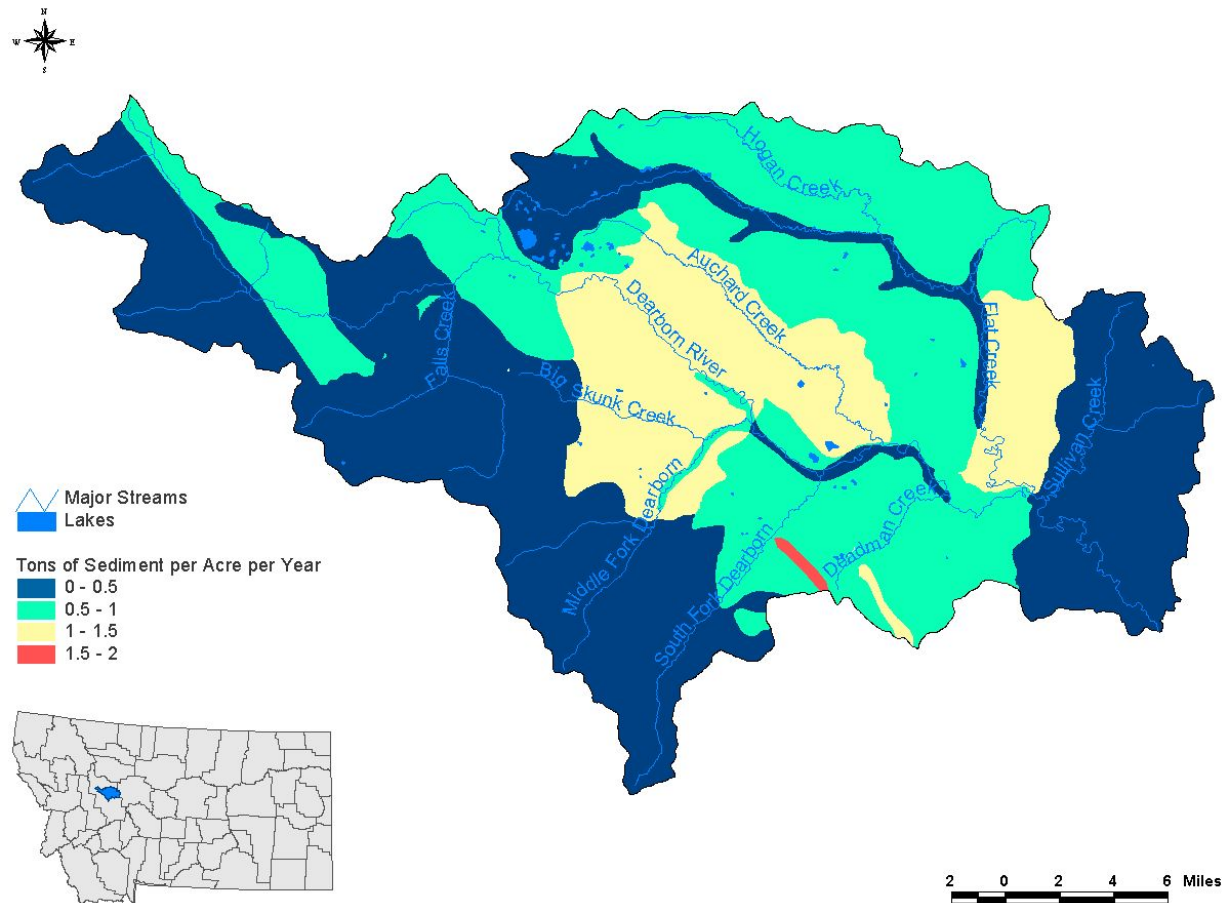 N
W E
S
Hogan Creek
Auchard Creek
Dearborn River
Flat Creek
Falls Creek
Big Skunk Creek
Sullivan Creek
Middle Fork Dearborn
South Fork Dearborn
Deadman Creek
Major Streams
Lakes
Tons of Sediment per Acre per Year
0 - 0.5
0.5 - 1
1 - 1.5
1.5 - 2
2 0 2 4 6 Miles